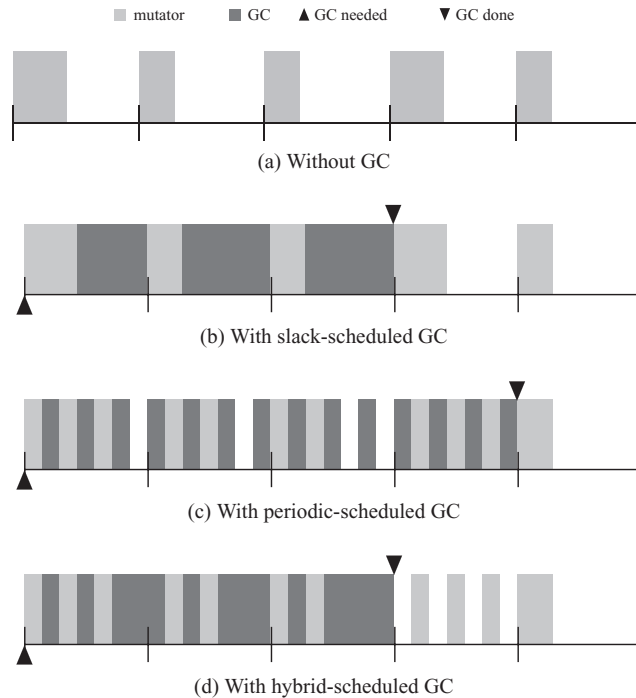 mutator GC GC needed GC done
(a) Without GC
(b) With slack-scheduled GC
(c) With periodic-scheduled GC
(d) With hybrid-scheduled GC